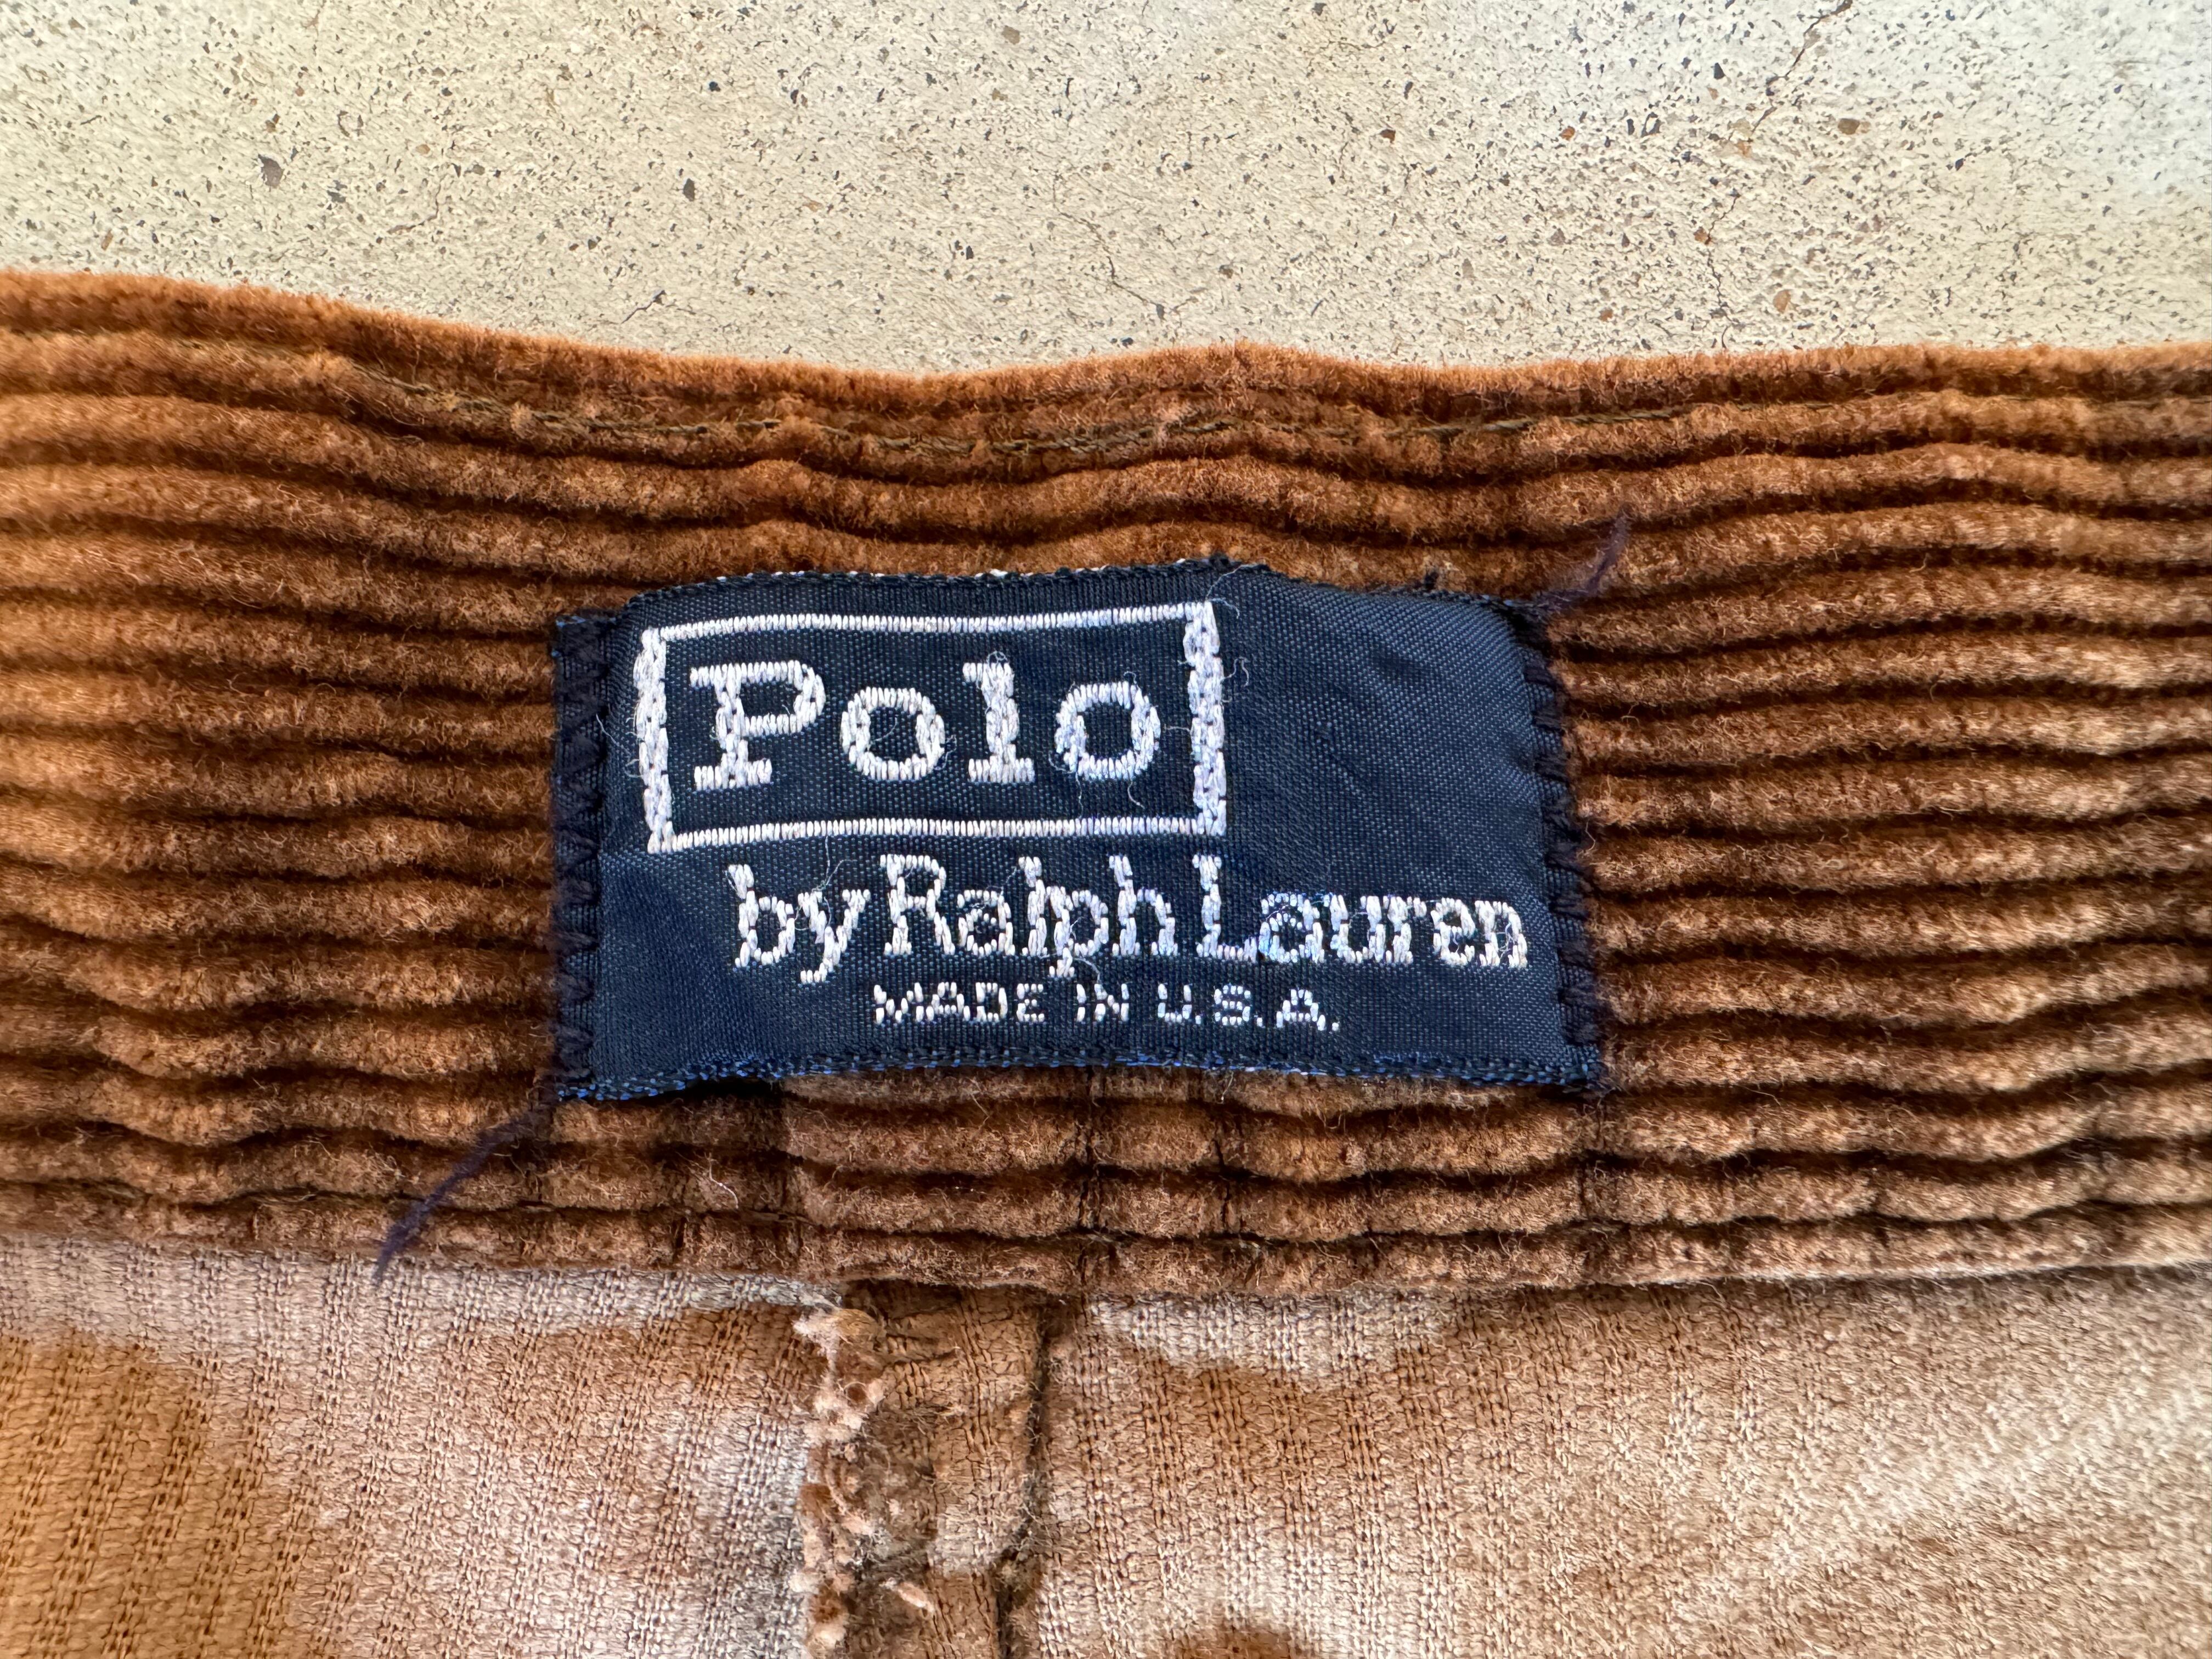 Polo
by Ralph Lauren
MADE IN U.S.A.